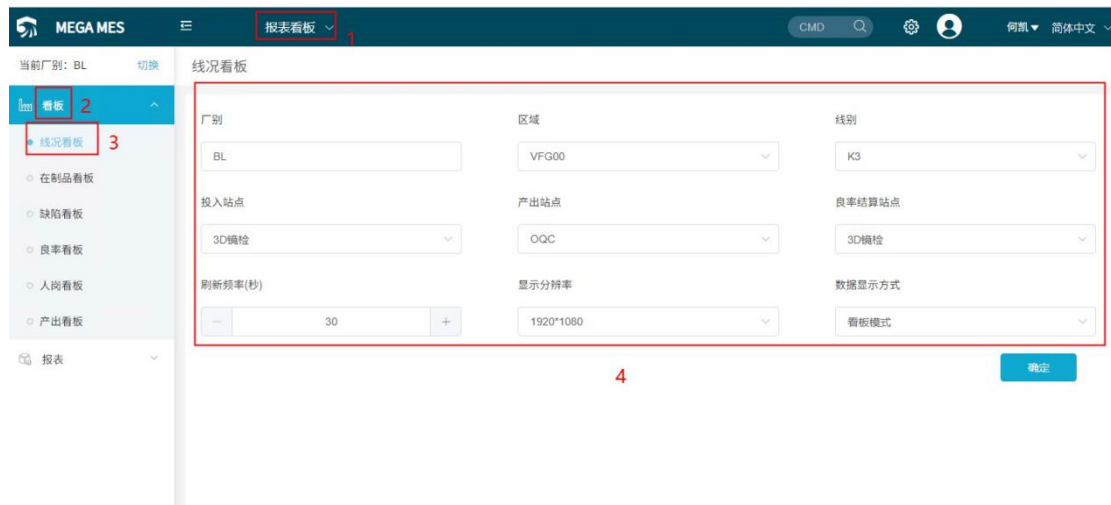 MEGA MES 报表看板 1 CMD 何凯 简体中文
当前厂别：BL 切换 线况看板
看板 2
线况看板 3
在制品看板
缺陷看板
良率看板
人岗看板
产出看板
报表
厂别 区域 线别
BL VFG00 K3
投入站点 产出站点 良率结算站点
3D镜检 OQC 3D镜检
刷新频率(秒) 显示分辨率 数据显示方式
− 30 + 1920*1080 看板模式
4 确定